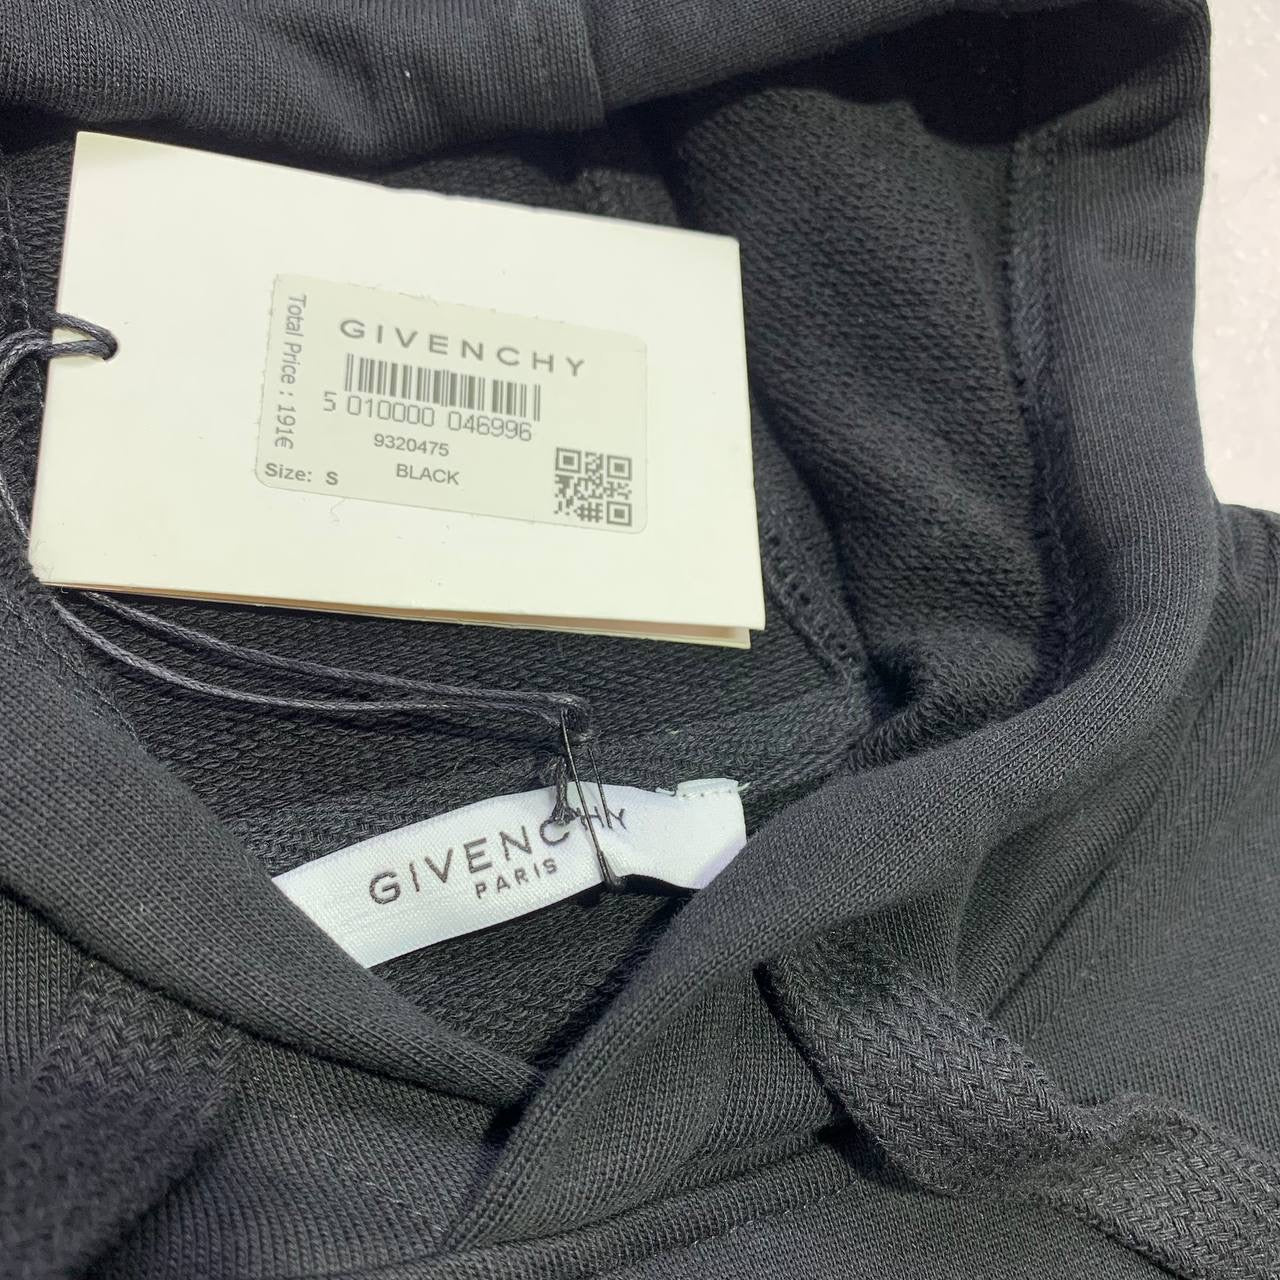 GIVENCHY
5 010000 046996
9320475
BLACK
Size: S
Total Price : 191€
GIVENCHY
PARIS